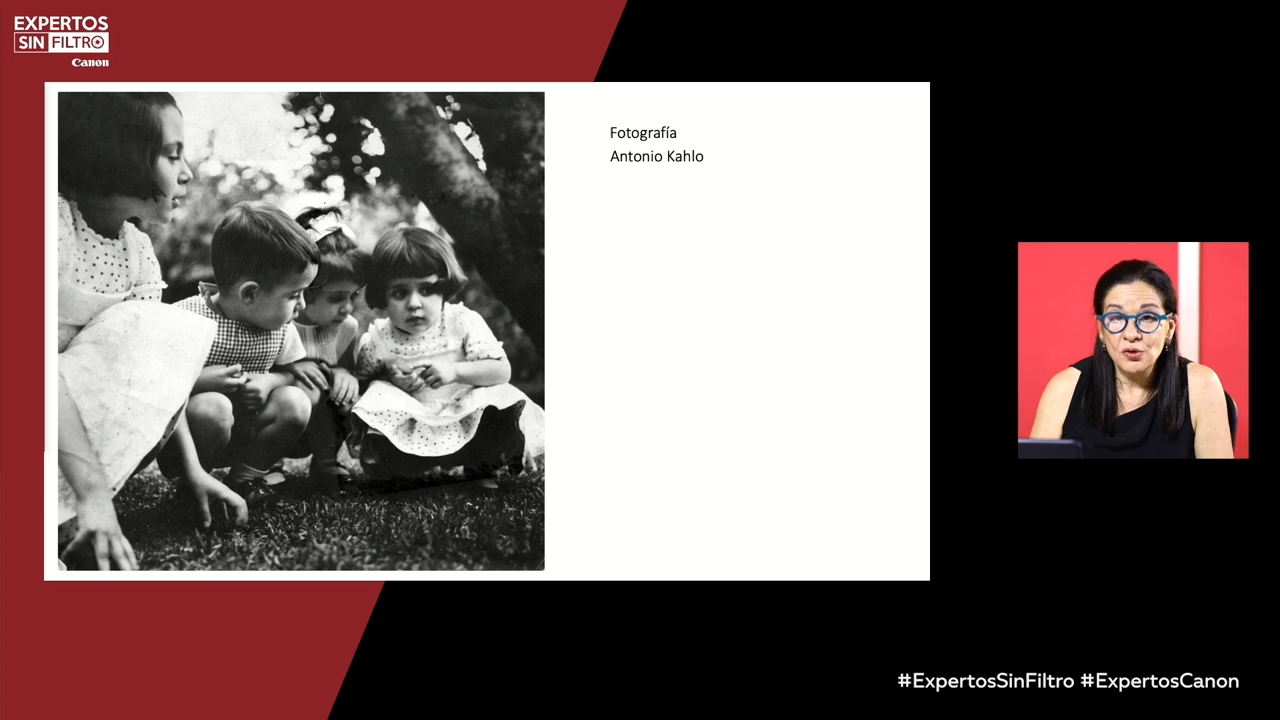 EXPERTOS
SIN FILTRO
Canon
Fotografía
Antonio Kahlo
#ExpertosSinFiltro #ExpertosCanon